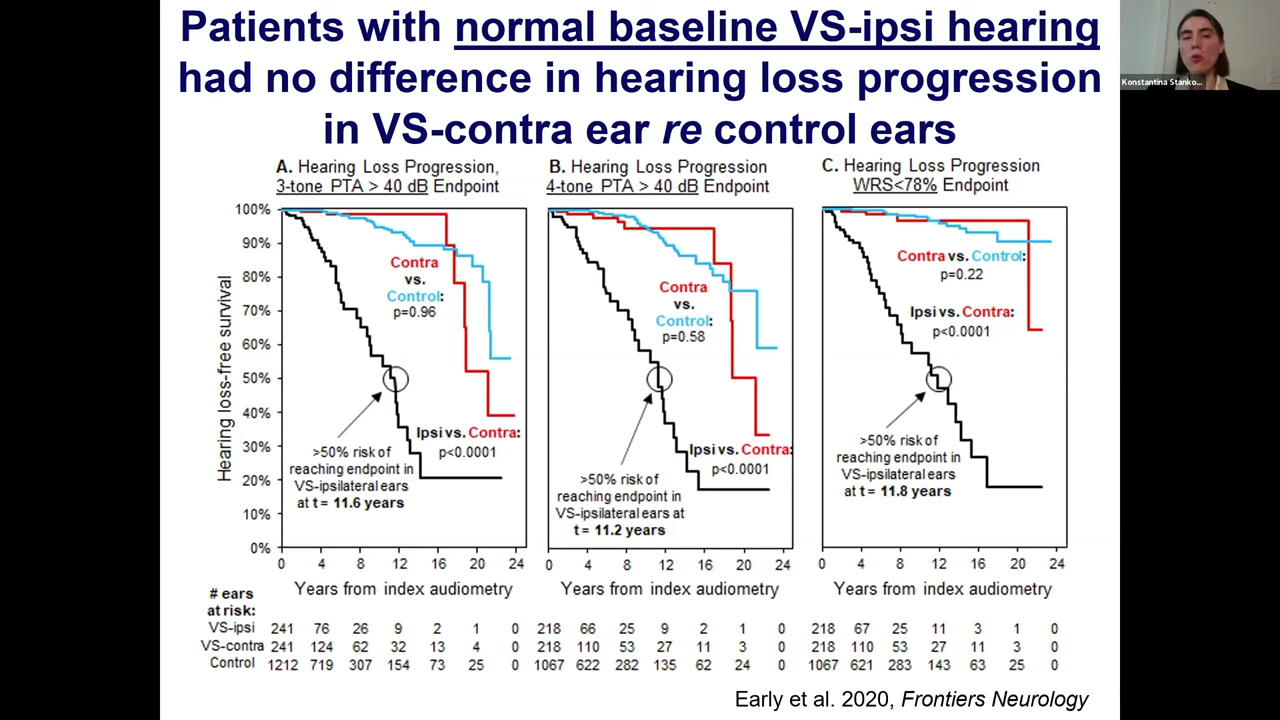 Patients with normal baseline VS-ipsi hearing
had no difference in hearing loss progression
in VS-contra ear re control ears
Konstantina Stanko...
A. Hearing Loss Progression,
3-tone PTA > 40 dB Endpoint
B. Hearing Loss Progression
4-tone PTA > 40 dB Endpoint
C. Hearing Loss Progression
WRS<78% Endpoint
Hearing loss-free survival
100%
90%
80%
70%
60%
50%
40%
30%
20%
10%
0%
Contra
vs.
Control:
p=0.96
Ipsi vs. Contra:
p<0.0001
>50% risk of
reaching endpoint in
VS-ipsilateral ears
at t = 11.6 years
0 4 8 12 16 20 24
Years from index audiometry
Contra
vs.
Control:
p=0.58
Ipsi vs. Contra:
p<0.0001
>50% risk of
reaching endpoint in
VS-ipsilateral ears at
t = 11.2 years
0 4 8 12 16 20 24
Years from index audiometry
Contra vs. Control:
p=0.22
Ipsi vs. Contra:
p<0.0001
>50% risk of
reaching endpoint in
VS-ipsilateral ears
at t = 11.8 years
0 4 8 12 16 20 24
Years from index audiometry
# ears
at risk:
VS-ipsi 241 76 26 9 2 1 0 218 66 25 9 2 1 0 218 67 25 11 3 1 0
VS-contra 241 124 62 32 13 4 0 218 110 53 27 11 3 0 218 110 53 27 11 3 0
Control 1212 719 307 154 73 25 0 1067 622 282 135 62 24 0 1067 621 283 143 63 25 0
Early et al. 2020, Frontiers Neurology